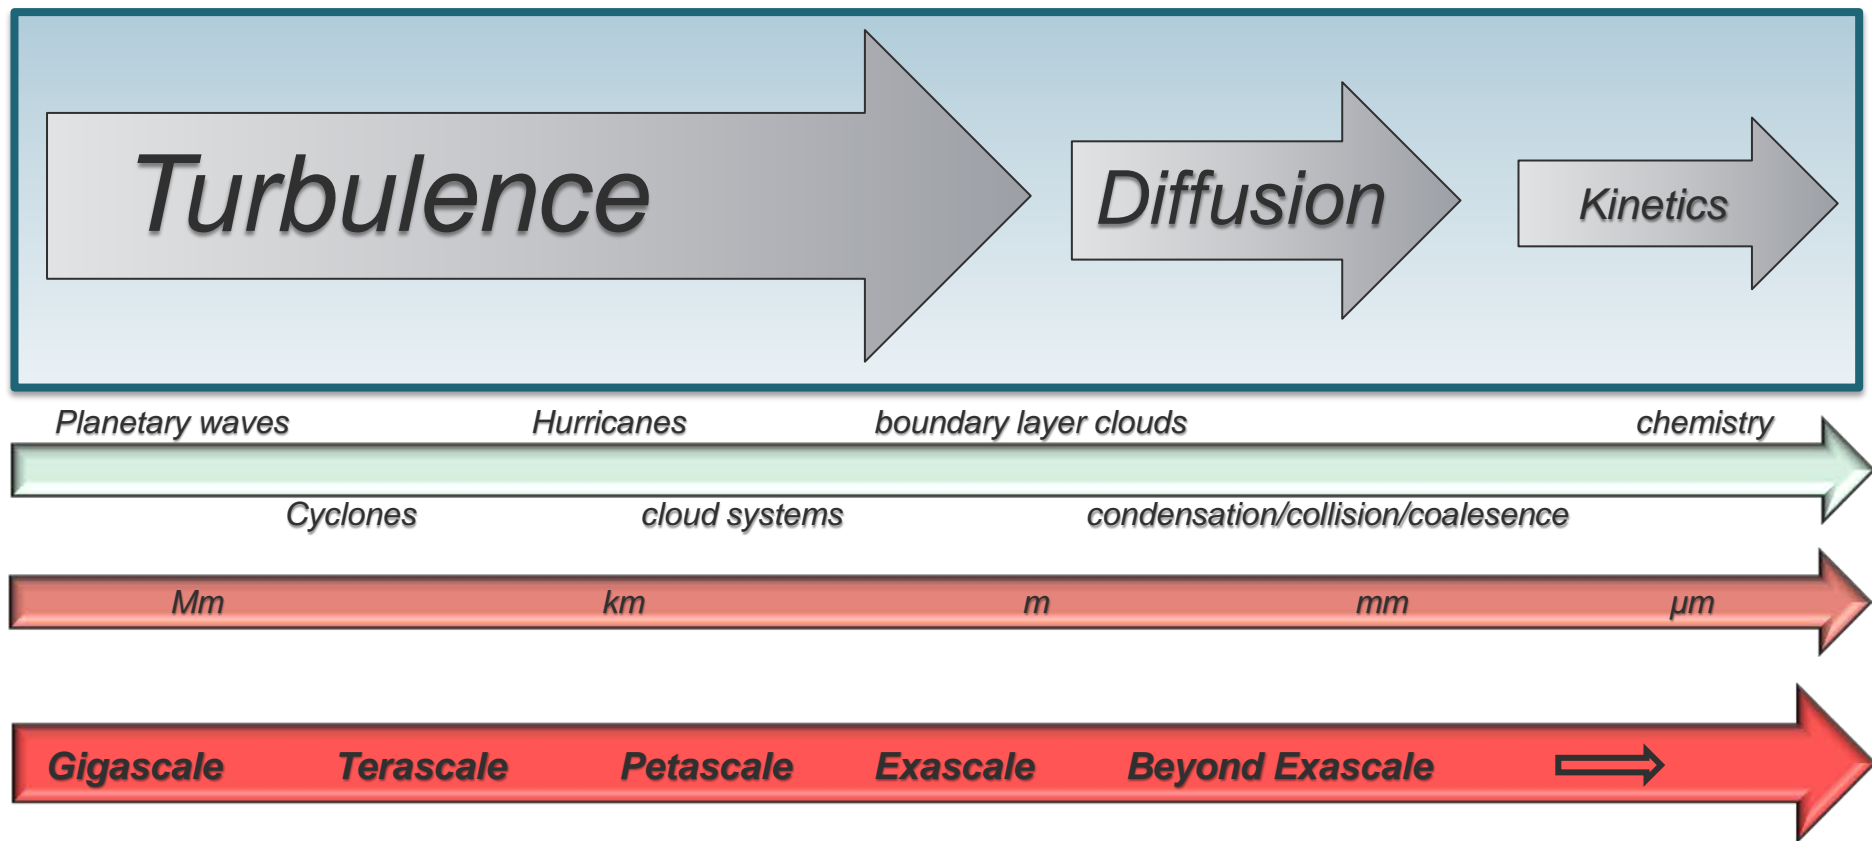 Turbulence Diffusion Kinetics
Planetary waves Hurricanes boundary layer clouds chemistry
Cyclones cloud systems condensation/collision/coalesence
Mm km m mm µm
Gigascale Terascale Petascale Exascale Beyond Exascale